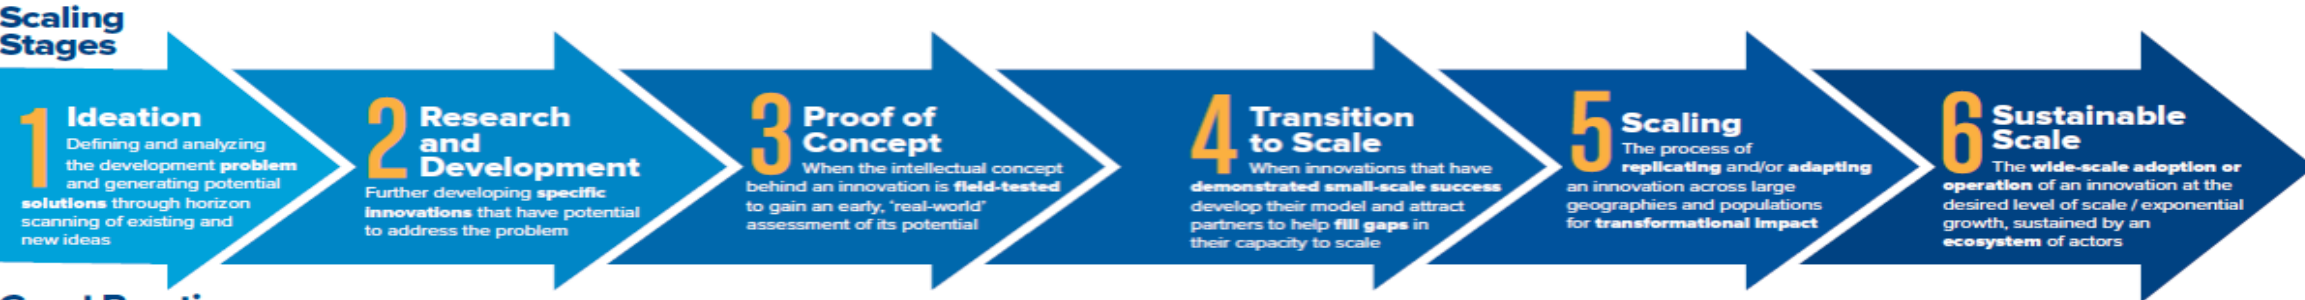 Scaling
Stages
1
Ideation
Defining and analyzing
the development problem
and generating potential
solutions through horizon
scanning of existing and
new ideas
2
Research
and
Development
Further developing specific
innovations that have potential
to address the problem
3
Proof of
Concept
When the intellectual concept
behind an innovation is field-tested
to gain an early, ‘real-world’
assessment of its potential
4
Transition
to Scale
When innovations that have
demonstrated small-scale success
develop their model and attract
partners to help fill gaps in
their capacity to scale
5
Scaling
The process of
replicating and/or adapting
an innovation across large
geographies and populations
for transformational impact
6
Sustainable
Scale
The wide-scale adoption or
operation of an innovation at the
desired level of scale / exponential
growth, sustained by an
ecosystem of actors